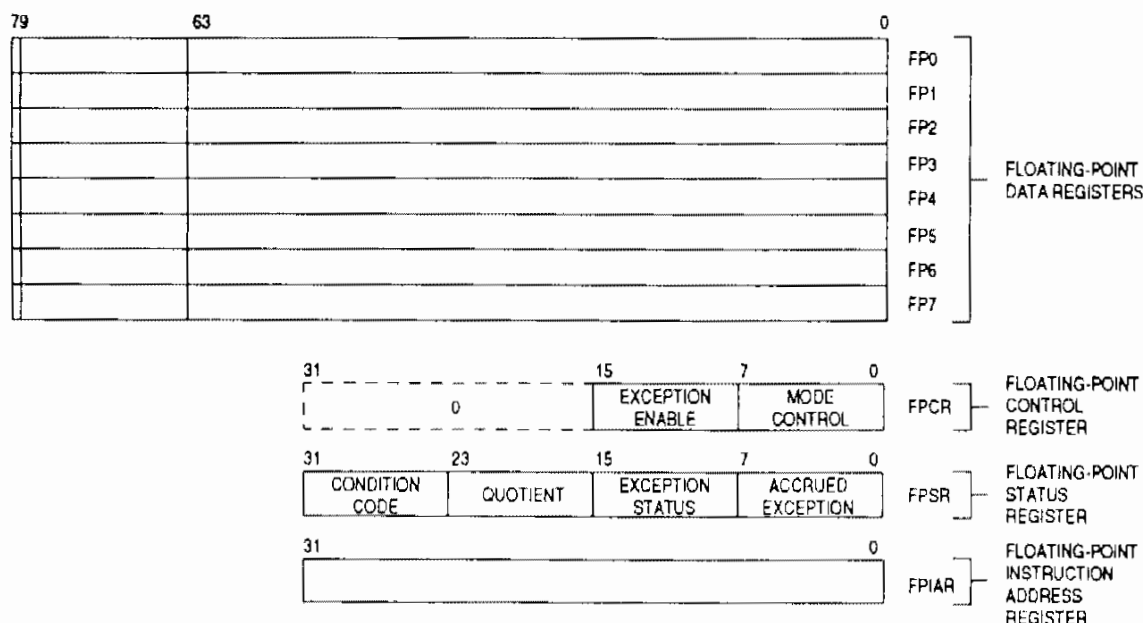 79 63 0
FP0
FP1
FP2
FP3
FP4
FP5
FP6
FP7
FLOATING-POINT
DATA REGISTERS
31 15 7 0
0
EXCEPTION
ENABLE
MODE
CONTROL
FPCR
FLOATING-POINT
CONTROL
REGISTER
31 23 15 7 0
CONDITION
CODE
QUOTIENT
EXCEPTION
STATUS
ACCRUED
EXCEPTION
FPSR
FLOATING-POINT
STATUS
REGISTER
31 0
FPIAR
FLOATING-POINT
INSTRUCTION
ADDRESS
REGISTER